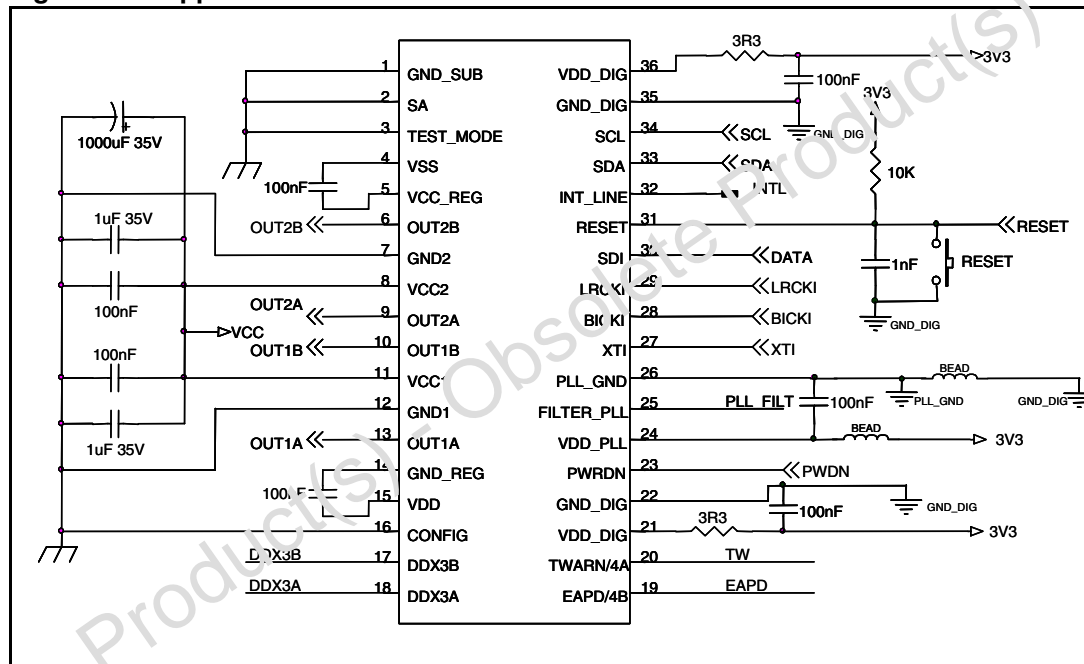 3R3
3V3
1 GND_SUB
VDD_DIG 36
100nF
2 SA
GND_DIG 35
3V3
1000uF 35V
3 TEST_MODE
SCL 34
SCL
GND_DIG
4 VSS
SDA 33
SDA
10K
100nF
5 VCC_REG
INT_LINE 32
INTL
1uF 35V
OUT2B
6 OUT2B
RESET 31
RESET
7 GND2
SDI
DATA
1nF
RESET
100nF
8 VCC2
LRCKI 29
LRCKI
OUT2A
9 OUT2A
BICKI 28
BICKI
GND_DIG
VCC
100nF
OUT1B
10 OUT1B
XTI 27
XTI
11
PLL_GND 26
BEAD
12 GND1
FILTER_PLL 25
PLL_FILT
100nF
PLL_GND
GND_DIG
1uF 35V
OUT1A
13 OUT1A
VDD_PLL 24
BEAD
3V3
14 GND_REG
PWRDN 23
PWDN
100nF
15 VDD
GND_DIG 22
100nF
GND_DIG
16 CONFIG
VDD_DIG 21
3R3
3V3
DDX3B
17 DDX3B
TWARN/4A 20
TW
DDX3A
18 DDX3A
EAPD/4B 19
EAPD
Product(s) - Obsolete Product(s)